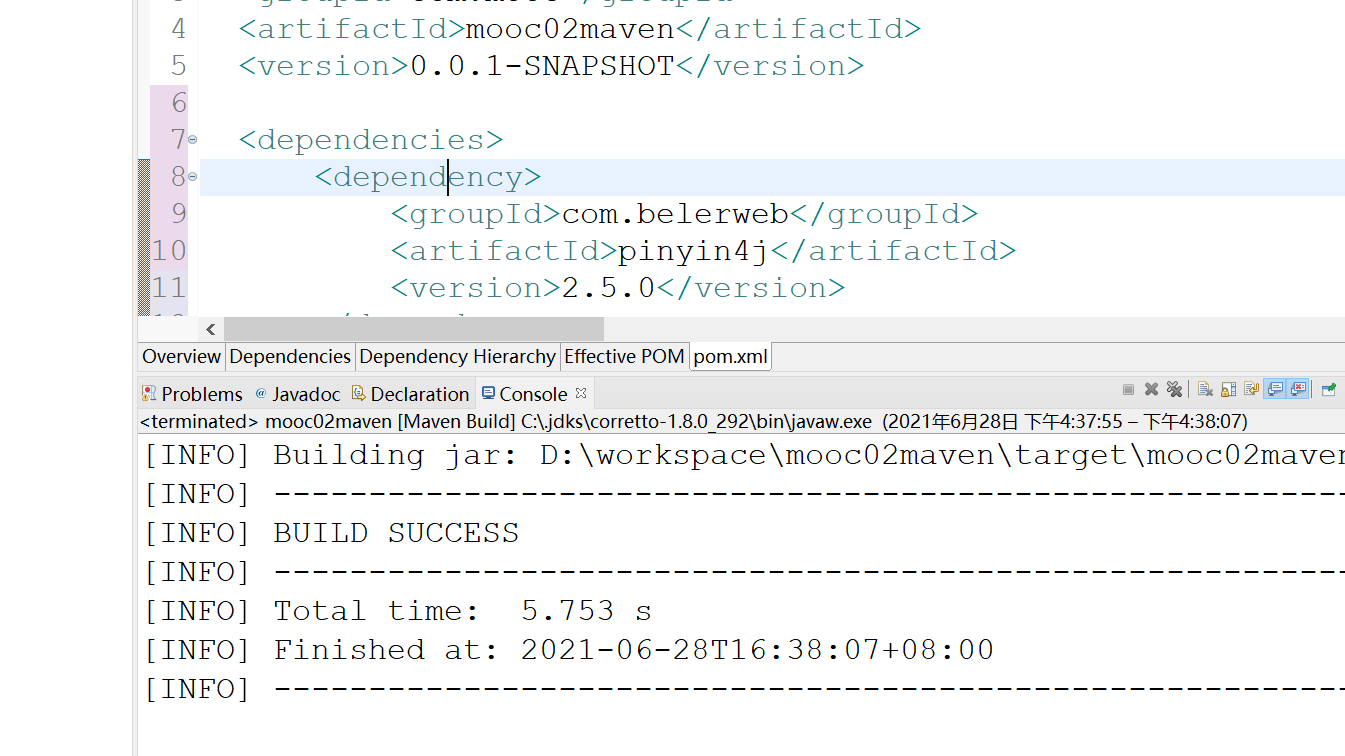 4 <artifactId>mooc02maven</artifactId>
5 <version>0.0.1-SNAPSHOT</version>
6
7 <dependencies>
8 <dependency>
9 <groupId>com.belerweb</groupId>
10 <artifactId>pinyin4j</artifactId>
11 <version>2.5.0</version>
Overview Dependencies Dependency Hierarchy Effective POM pom.xml
Problems @ Javadoc Declaration Console
<terminated> mooc02maven [Maven Build] C:\.jdks\corretto-1.8.0_292\bin\javaw.exe (2021年6月28日 下午4:37:55 – 下午4:38:07)
[INFO] Building jar: D:\workspace\mooc02maven\target\mooc02maven
[INFO] ---------------------------------------------------------
[INFO] BUILD SUCCESS
[INFO] ---------------------------------------------------------
[INFO] Total time:  5.753 s
[INFO] Finished at: 2021-06-28T16:38:07+08:00
[INFO] ---------------------------------------------------------